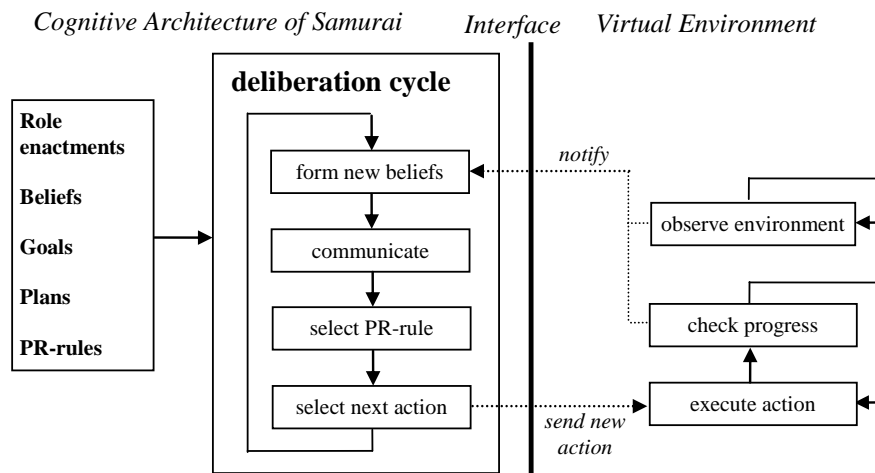 Cognitive Architecture of Samurai
Interface
Virtual Environment
deliberation cycle
Role
enactments
Beliefs
Goals
Plans
PR-rules
form new beliefs
communicate
select PR-rule
select next action
notify
send new
action
observe environment
check progress
execute action